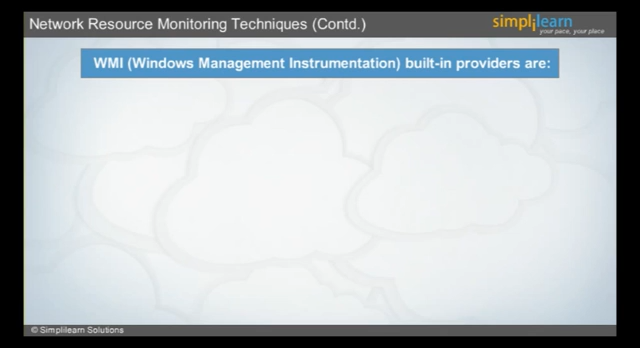 Network Resource Monitoring Techniques (Contd.)
simplilearn
your pace, your place
WMI (Windows Management Instrumentation) built-in providers are:
© Simplilearn Solutions